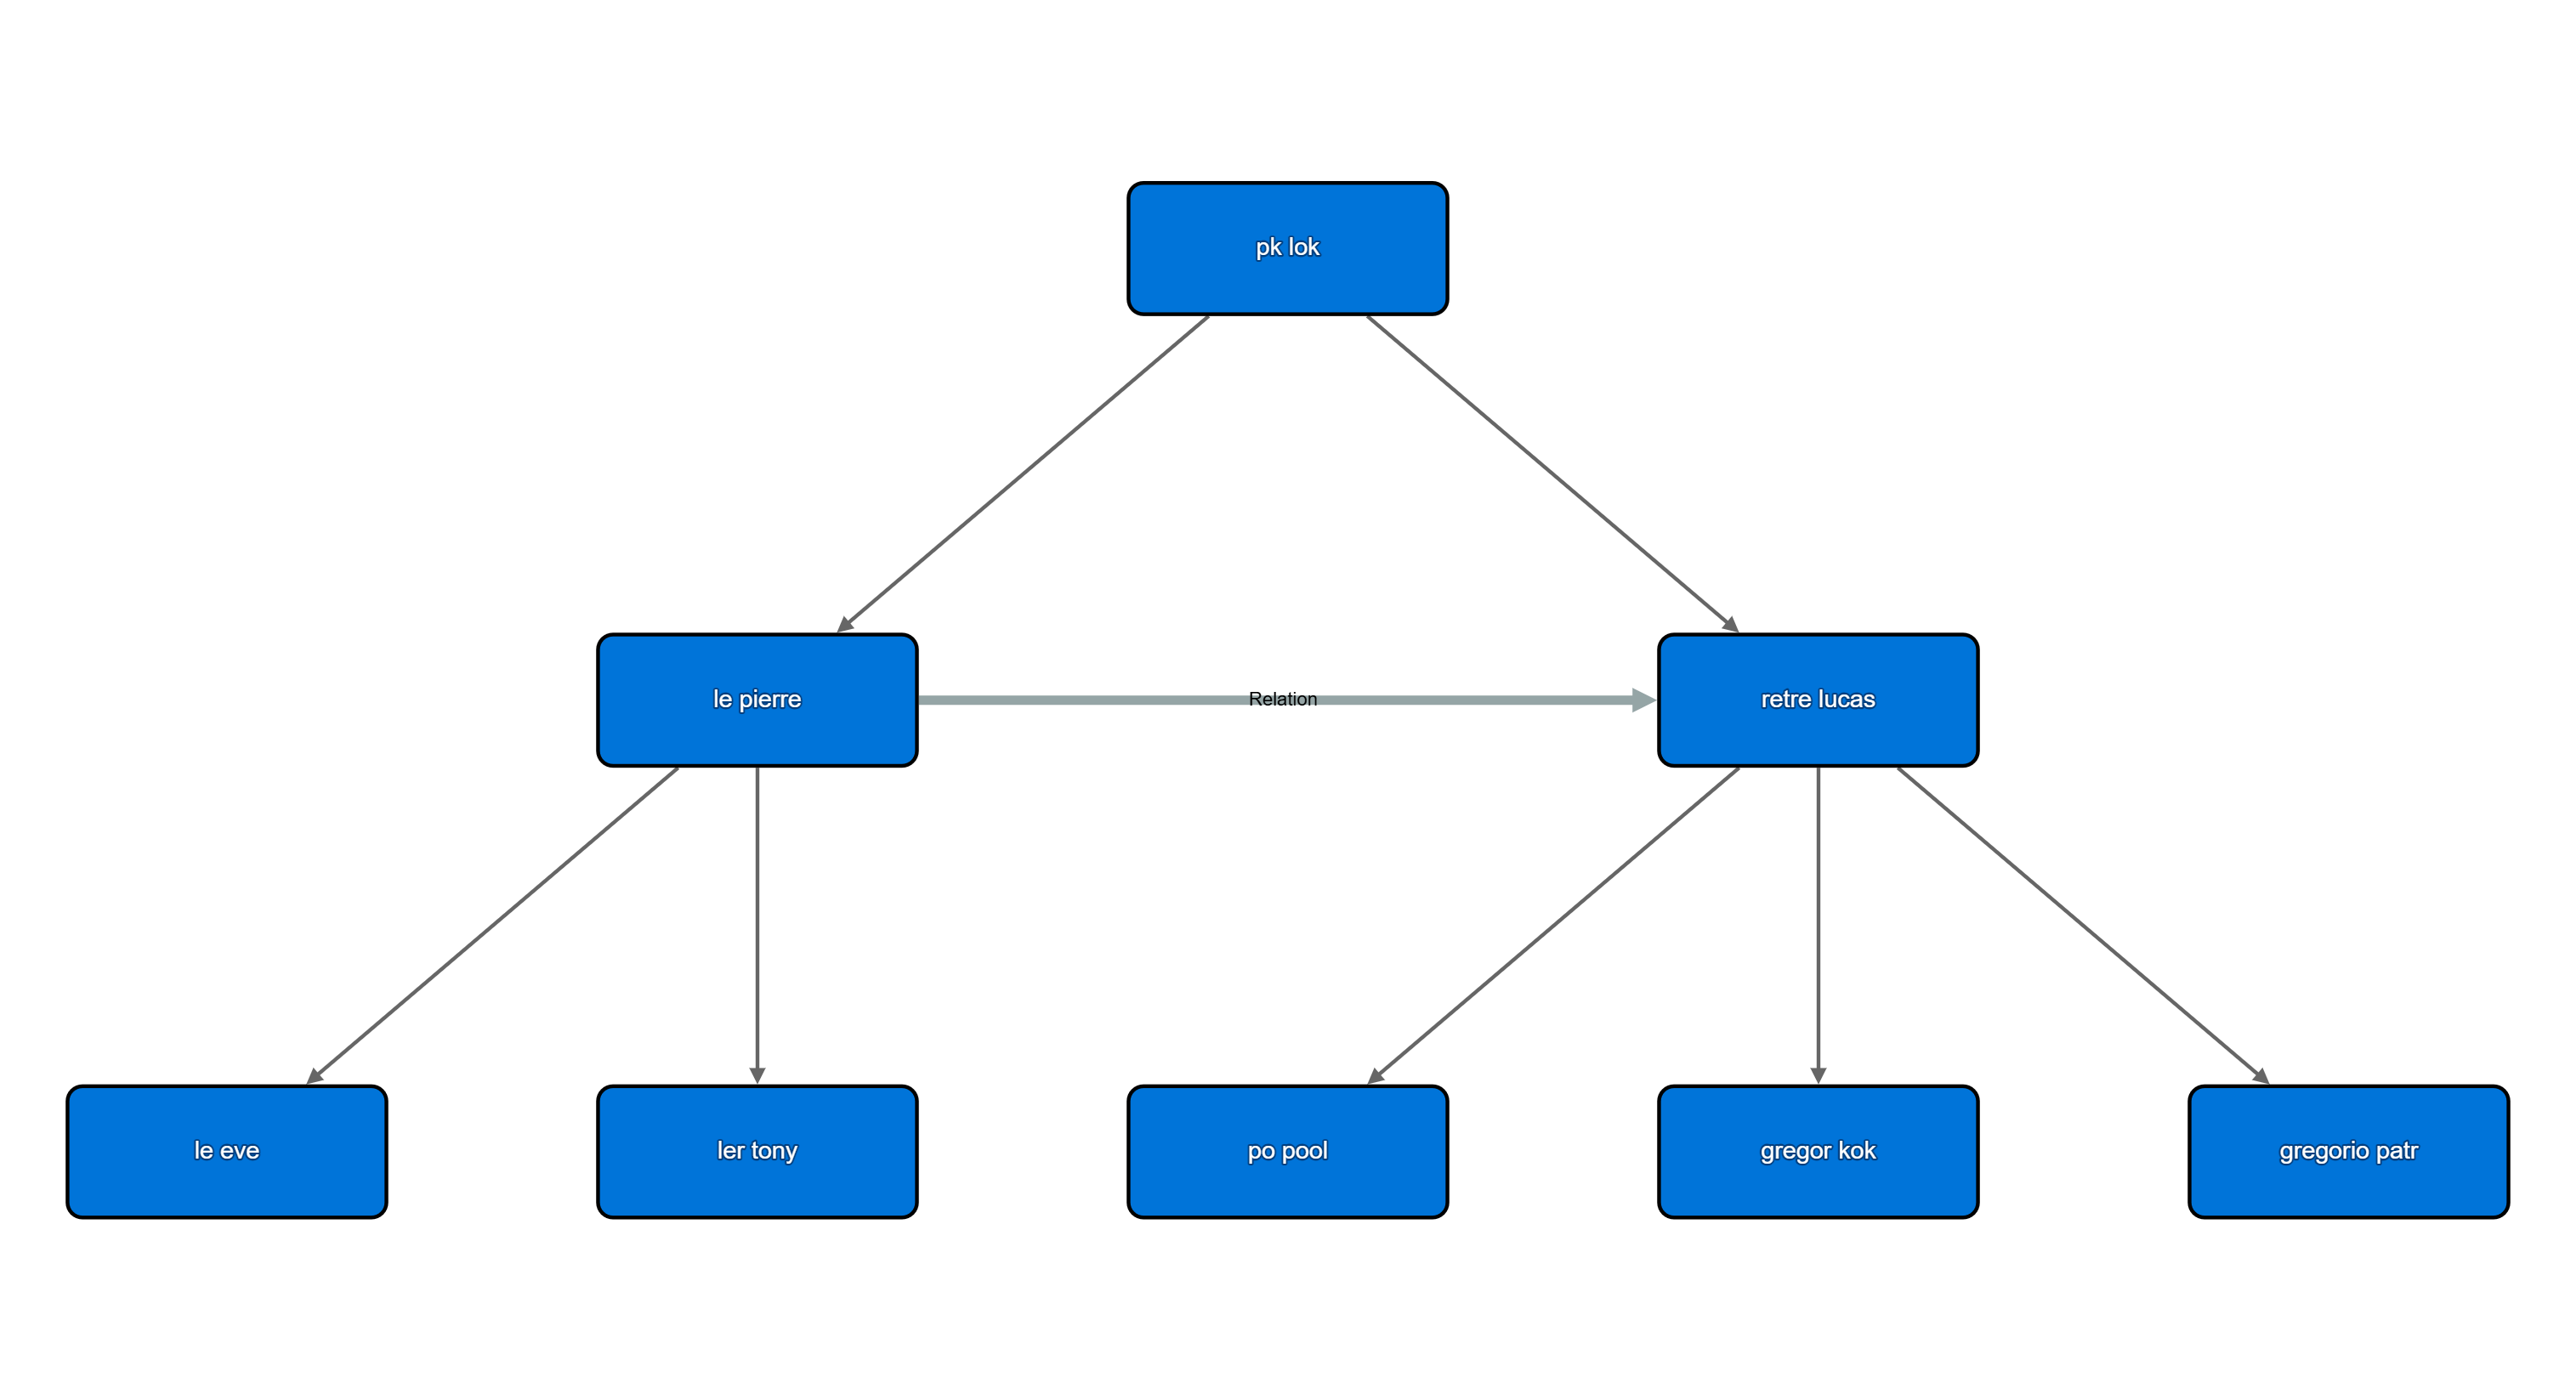 pk lok
le pierre
Relation
retre lucas
le eve
ler tony
po pool
gregor kok
gregorio patr